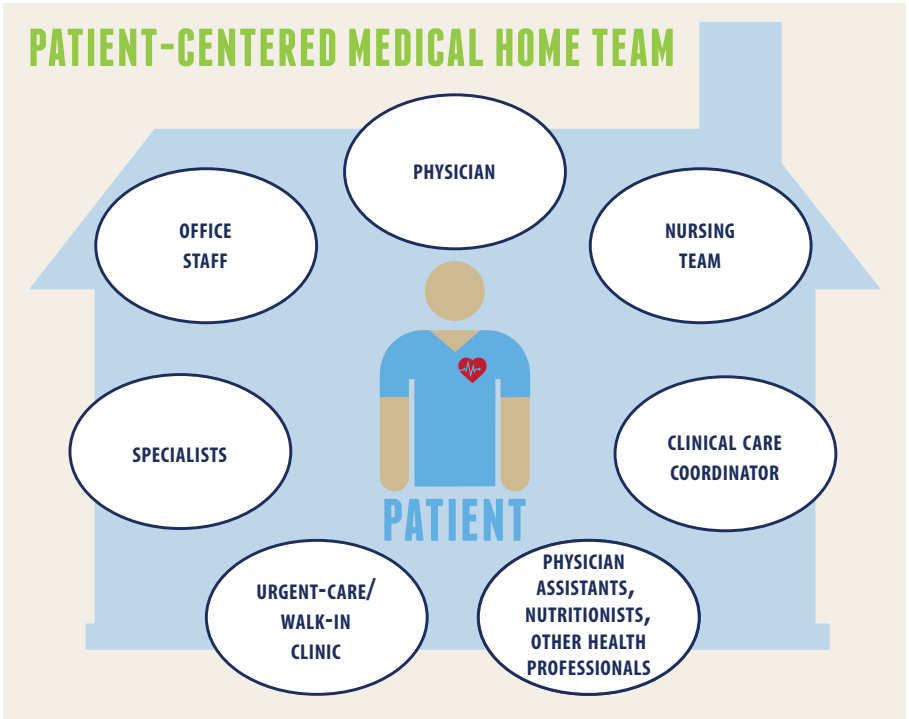 PATIENT-CENTERED MEDICAL HOME TEAM
PHYSICIAN
OFFICE
STAFF
NURSING
TEAM
SPECIALISTS
CLINICAL CARE
COORDINATOR
PATIENT
URGENT-CARE/
WALK-IN
CLINIC
PHYSICIAN
ASSISTANTS,
NUTRITIONISTS,
OTHER HEALTH
PROFESSIONALS